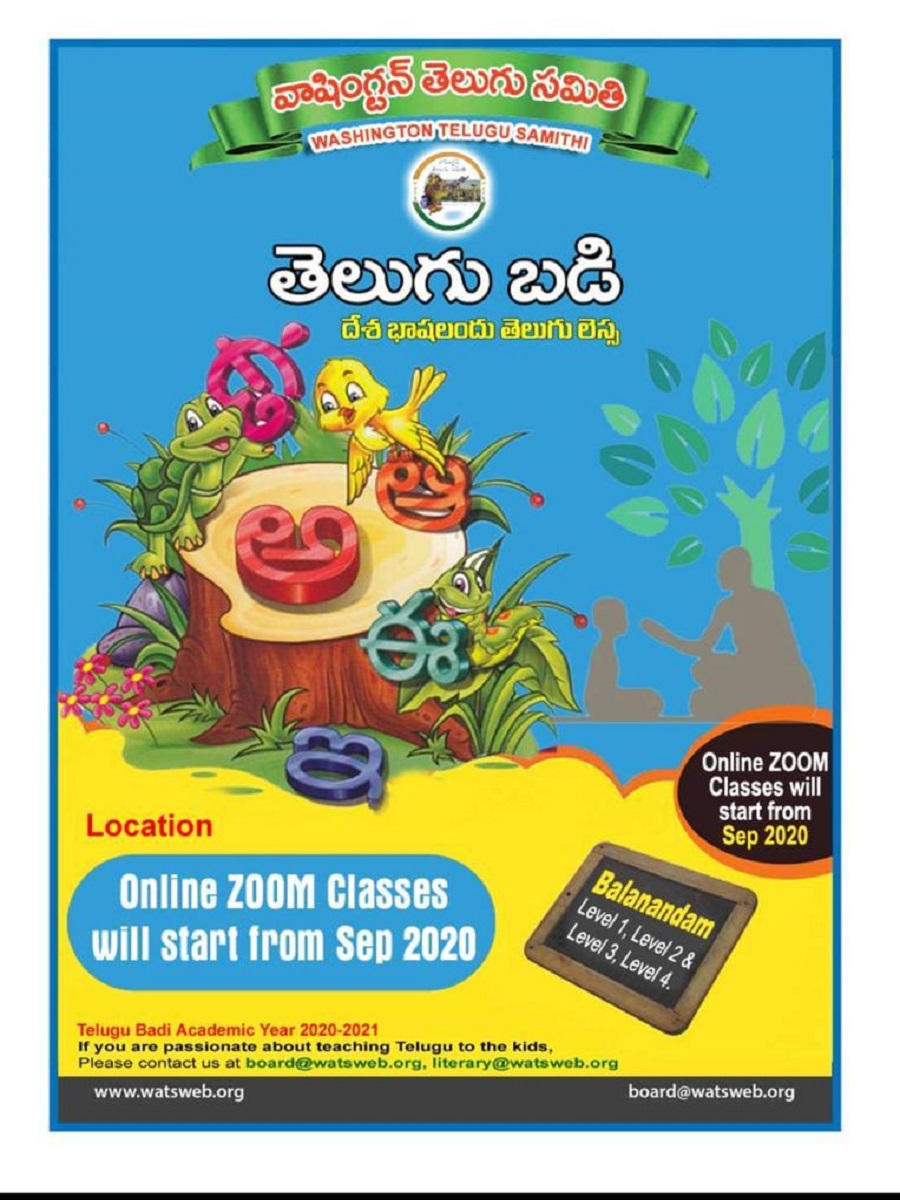 వాషింగ్టన్ తెలుగు సమితి
WASHINGTON TELUGU SAMITHI
తెలుగు బడి
దేశ భాషలందు తెలుగు లెస్స
అ
ఈ
Online ZOOM
Classes will
start from
Sep 2020
Location
Online ZOOM Classes
will start from Sep 2020
Balanandam
Level 1, Level 2 &
Level 3, Level 4.
Telugu Badi Academic Year 2020-2021
If you are passionate about teaching Telugu to the kids,
Please contact us at board@watsweb.org, literary@watsweb.org
www.watsweb.org
board@watsweb.org